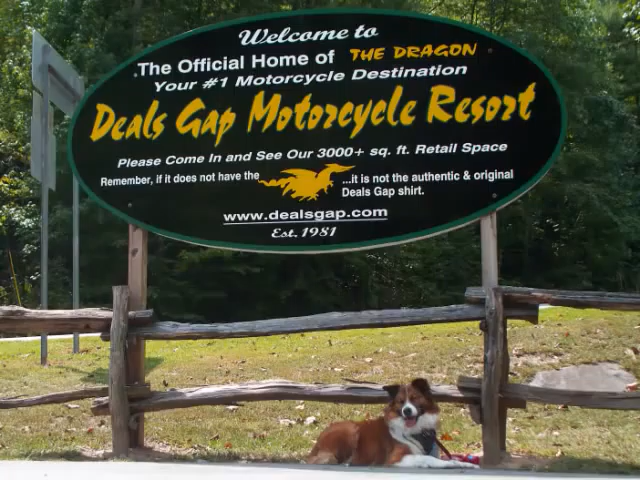 Welcome to
The Official Home of THE DRAGON
Your #1 Motorcycle Destination
Deals Gap Motorcycle Resort
Please Come In and See Our 3000+ sq. ft. Retail Space
Remember, if it does not have the ...it is not the authentic & original
Deals Gap shirt.
www.dealsgap.com
Est. 1981